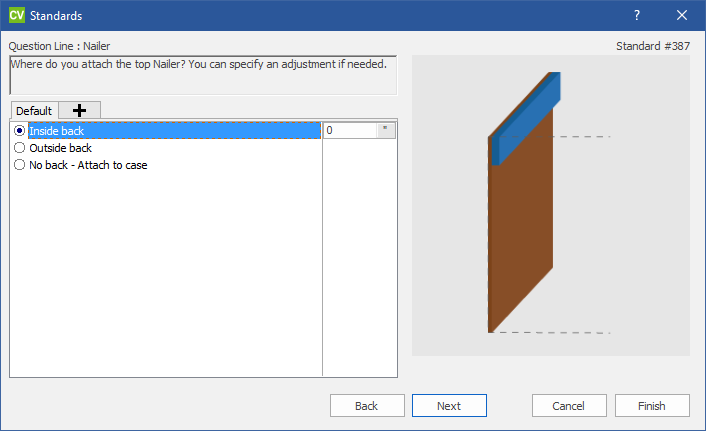 CV Standards ?
Question Line : Nailer
Standard #387
Where do you attach the top Nailer? You can specify an adjustment if needed.
Default
Inside back
0 "
Outside back
No back - Attach to case
Back
Next
Cancel
Finish